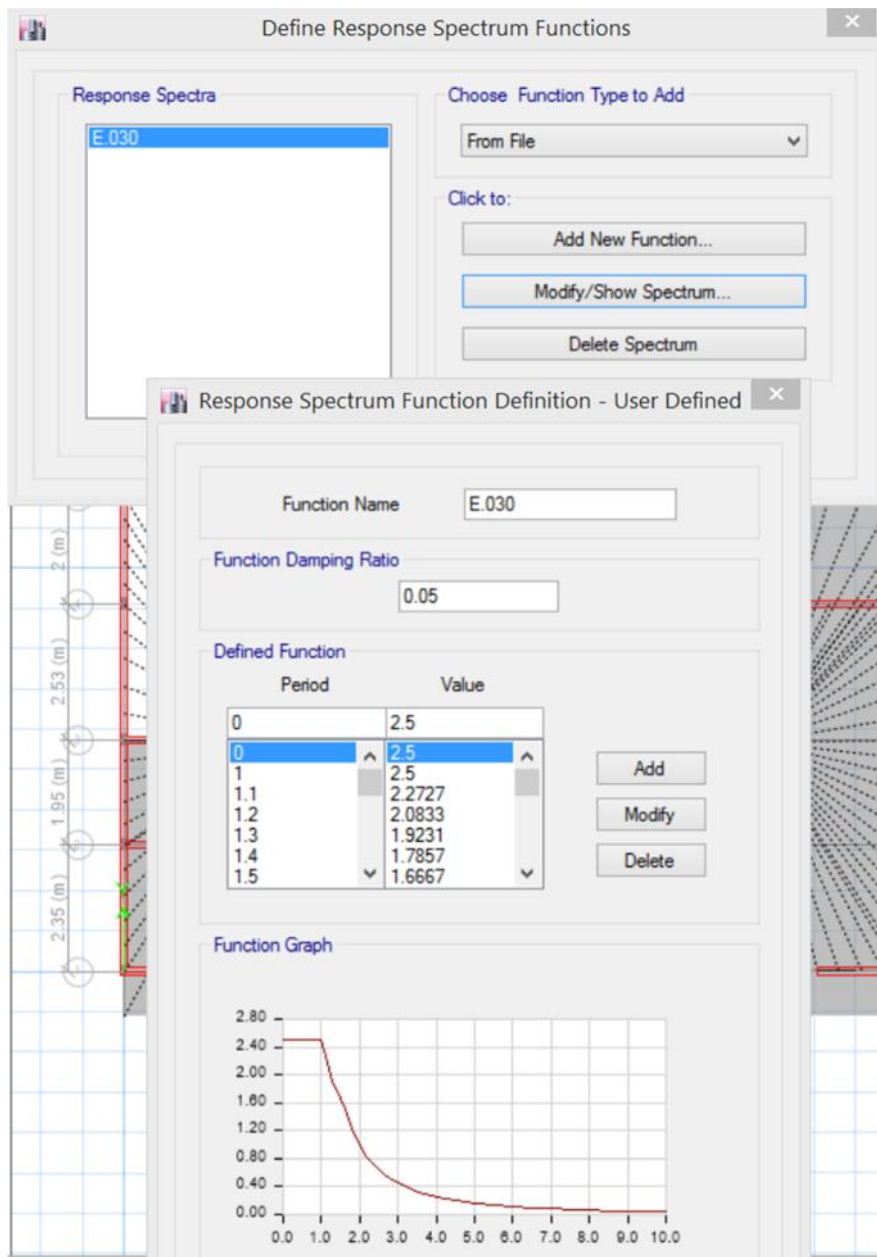 Define Response Spectrum Functions
Response Spectra
E.030
Choose Function Type to Add
From File
Click to:
Add New Function...
Modify/Show Spectrum...
Delete Spectrum
Response Spectrum Function Definition - User Defined
Function Name E.030
Function Damping Ratio
0.05
Defined Function
Period Value
0 2.5
0 2.5
1 2.5
1.1 2.2727
1.2 2.0833
1.3 1.9231
1.4 1.7857
1.5 1.6667
Add
Modify
Delete
Function Graph
2.80
2.40
2.00
1.60
1.20
0.80
0.40
0.00
0.0 1.0 2.0 3.0 4.0 5.0 6.0 7.0 8.0 9.0 10.0
2 (m)
2.53 (m)
1.95 (m)
2.35 (m)